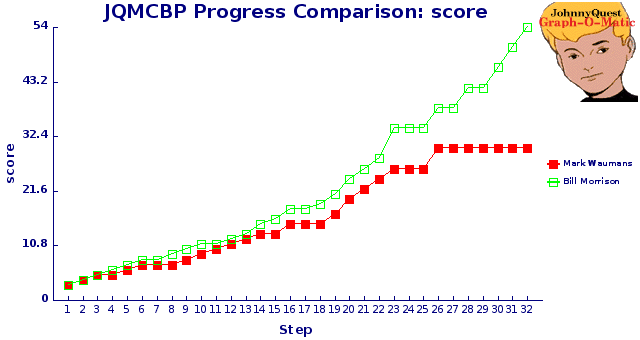 JQMCBP Progress Comparison: score
JohnnyQuest
Graph-O-Matic
54
43.2
32.4
21.6
10.8
0
score
1 2 3 4 5 6 7 8 9 10 11 12 13 14 15 16 17 18 19 20 21 22 23 24 25 26 27 28 29 30 31 32
Step
Mark Waumans
Bill Morrison